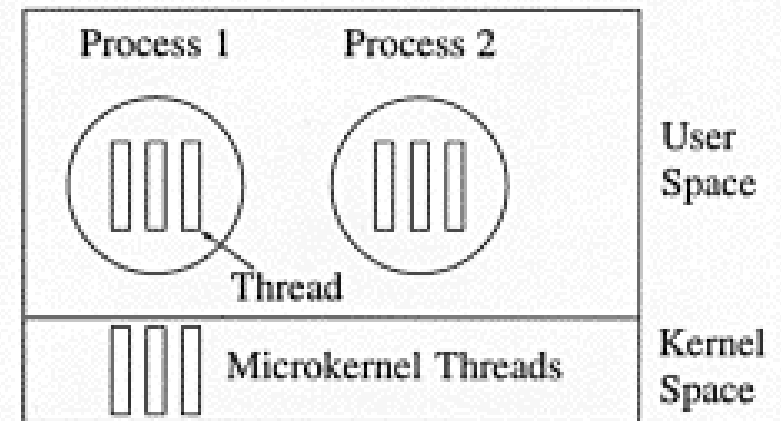 Process 1
Process 2
User
Space
Thread
Microkernel Threads
Kernel
Space